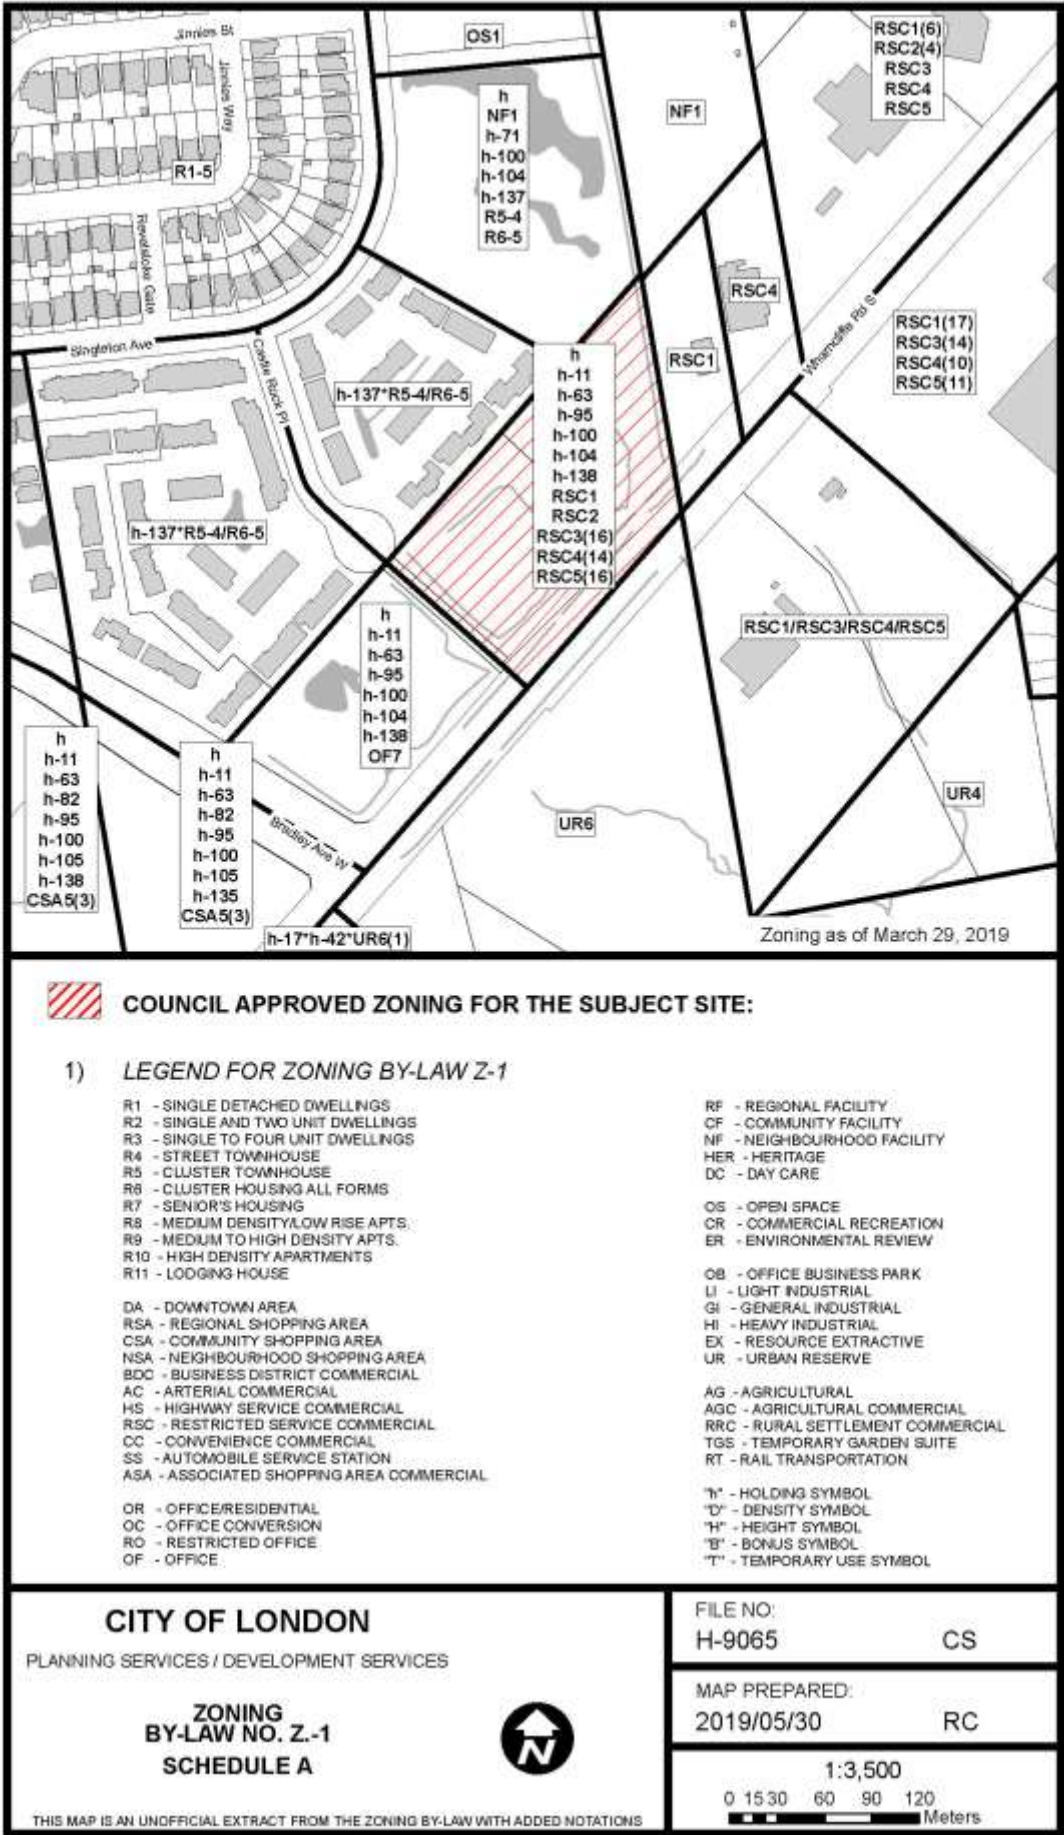 Jinnies St
OS1
RSC1(6)
RSC2(4)
RSC3
RSC4
RSC5
Jinnies Way
h
NF1
h-71
h-100
h-104
h-137
R5-4
R6-5
NF1
R1-5
Revelstoke Gate
RSC4
RSC1
Wharncliffe Rd S
RSC1(17)
RSC3(14)
RSC4(10)
RSC5(11)
Singleton Ave
Castle Rock Pl
h-137*R5-4/R6-5
h
h-11
h-63
h-95
h-100
h-104
h-138
RSC1
RSC2
RSC3(16)
RSC4(14)
RSC5(16)
h-137*R5-4/R6-5
h
h-11
h-63
h-95
h-100
h-104
h-138
OF7
RSC1/RSC3/RSC4/RSC5
h
h-11
h-63
h-82
h-95
h-100
h-105
h-138
CSA5(3)
h
h-11
h-63
h-82
h-95
h-100
h-105
h-135
CSA5(3)
Bradley Ave W
UR6
UR4
h-17*h-42*UR6(1)
Zoning as of March 29, 2019
COUNCIL APPROVED ZONING FOR THE SUBJECT SITE:
1) LEGEND FOR ZONING BY-LAW Z-1
R1 - SINGLE DETACHED DWELLINGS
R2 - SINGLE AND TWO UNIT DWELLINGS
R3 - SINGLE TO FOUR UNIT DWELLINGS
R4 - STREET TOWNHOUSE
R5 - CLUSTER TOWNHOUSE
R6 - CLUSTER HOUSING ALL FORMS
R7 - SENIOR'S HOUSING
R8 - MEDIUM DENSITY/LOW RISE APTS.
R9 - MEDIUM TO HIGH DENSITY APTS.
R10 - HIGH DENSITY APARTMENTS
R11 - LODGING HOUSE
DA - DOWNTOWN AREA
RSA - REGIONAL SHOPPING AREA
CSA - COMMUNITY SHOPPING AREA
NSA - NEIGHBOURHOOD SHOPPING AREA
BDC - BUSINESS DISTRICT COMMERCIAL
AC - ARTERIAL COMMERCIAL
HS - HIGHWAY SERVICE COMMERCIAL
RSC - RESTRICTED SERVICE COMMERCIAL
CC - CONVENIENCE COMMERCIAL
SS - AUTOMOBILE SERVICE STATION
ASA - ASSOCIATED SHOPPING AREA COMMERCIAL
OR - OFFICE/RESIDENTIAL
OC - OFFICE CONVERSION
RO - RESTRICTED OFFICE
OF - OFFICE
RF - REGIONAL FACILITY
CF - COMMUNITY FACILITY
NF - NEIGHBOURHOOD FACILITY
HER - HERITAGE
DC - DAY CARE
OS - OPEN SPACE
CR - COMMERCIAL RECREATION
ER - ENVIRONMENTAL REVIEW
OB - OFFICE BUSINESS PARK
LI - LIGHT INDUSTRIAL
GI - GENERAL INDUSTRIAL
HI - HEAVY INDUSTRIAL
EX - RESOURCE EXTRACTIVE
UR - URBAN RESERVE
AG - AGRICULTURAL
AGC - AGRICULTURAL COMMERCIAL
RRC - RURAL SETTLEMENT COMMERCIAL
TGS - TEMPORARY GARDEN SUITE
RT - RAIL TRANSPORTATION
"h" - HOLDING SYMBOL
"D" - DENSITY SYMBOL
"H" - HEIGHT SYMBOL
"B" - BONUS SYMBOL
"T" - TEMPORARY USE SYMBOL
CITY OF LONDON
PLANNING SERVICES / DEVELOPMENT SERVICES
ZONING
BY-LAW NO. Z.-1
SCHEDULE A
N
THIS MAP IS AN UNOFFICIAL EXTRACT FROM THE ZONING BY-LAW WITH ADDED NOTATIONS
FILE NO:
H-9065 CS
MAP PREPARED:
2019/05/30 RC
1:3,500
0 15 30 60 90 120
Meters